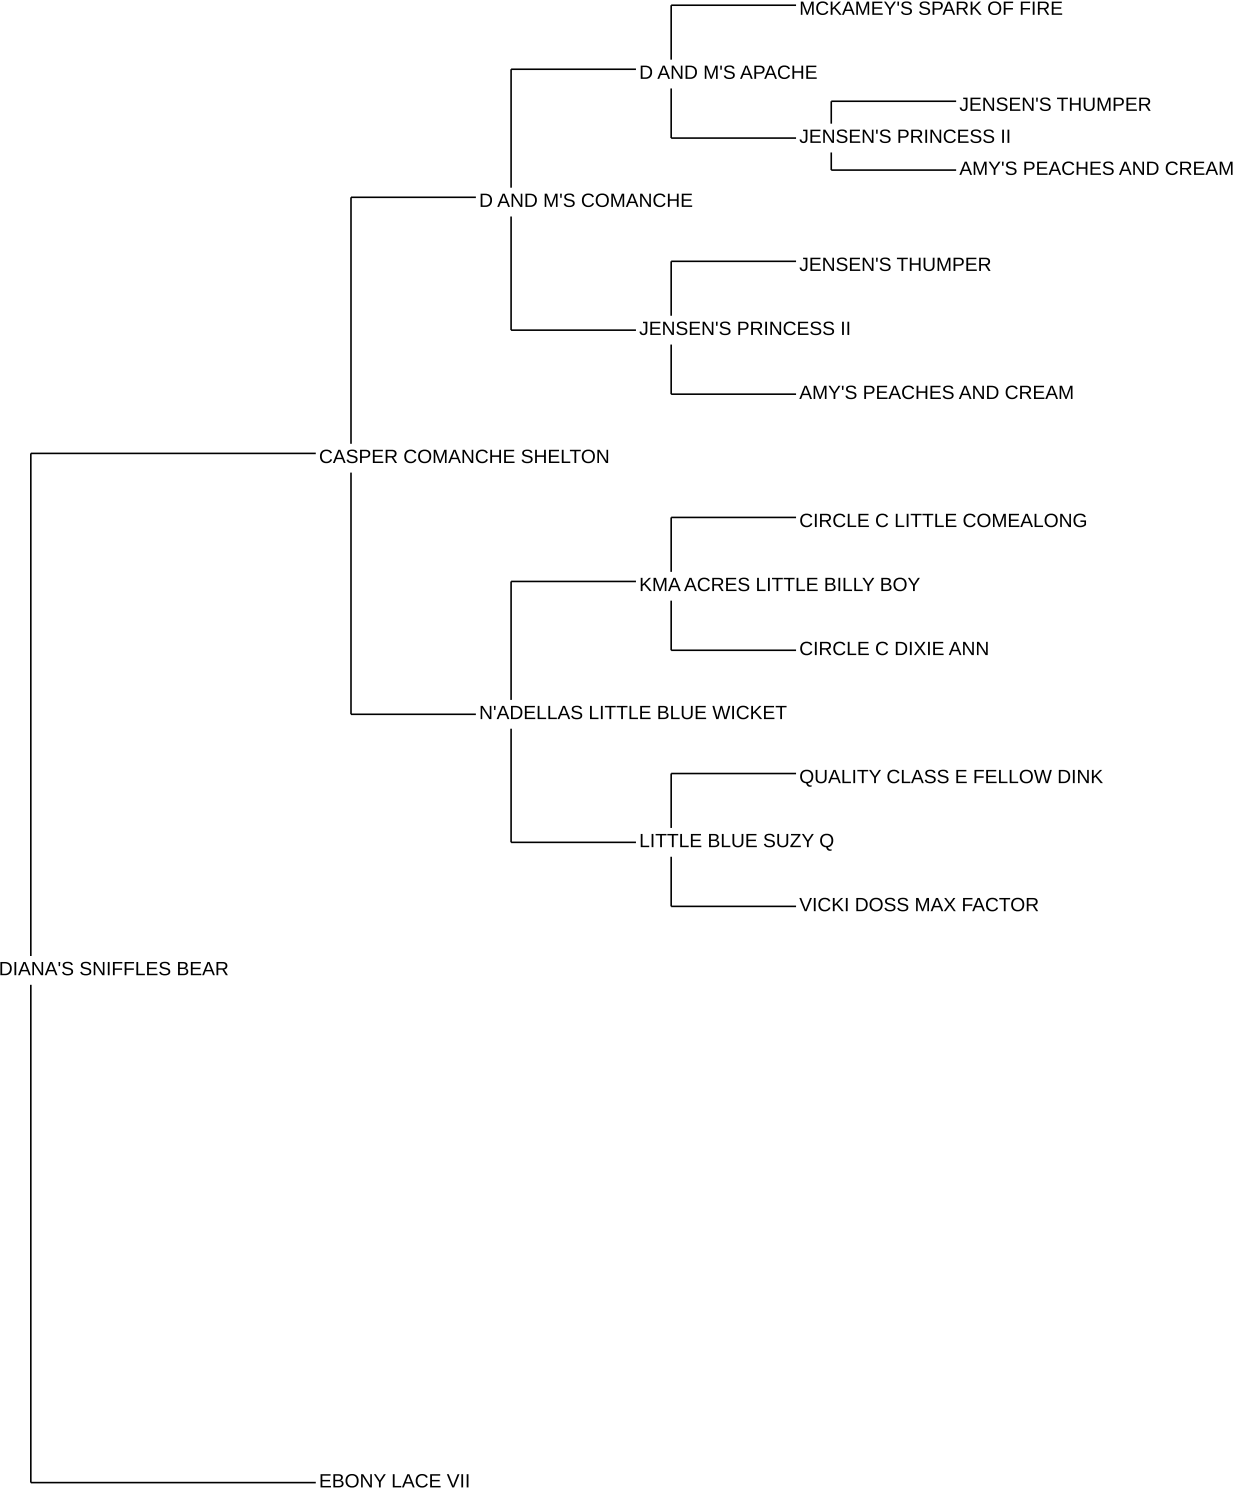 MCKAMEY'S SPARK OF FIRE
D AND M'S APACHE
JENSEN'S THUMPER
JENSEN'S PRINCESS II
AMY'S PEACHES AND CREAM
D AND M'S COMANCHE
JENSEN'S THUMPER
JENSEN'S PRINCESS II
AMY'S PEACHES AND CREAM
CASPER COMANCHE SHELTON
CIRCLE C LITTLE COMEALONG
KMA ACRES LITTLE BILLY BOY
CIRCLE C DIXIE ANN
N'ADELLAS LITTLE BLUE WICKET
QUALITY CLASS E FELLOW DINK
LITTLE BLUE SUZY Q
VICKI DOSS MAX FACTOR
DIANA'S SNIFFLES BEAR
EBONY LACE VII